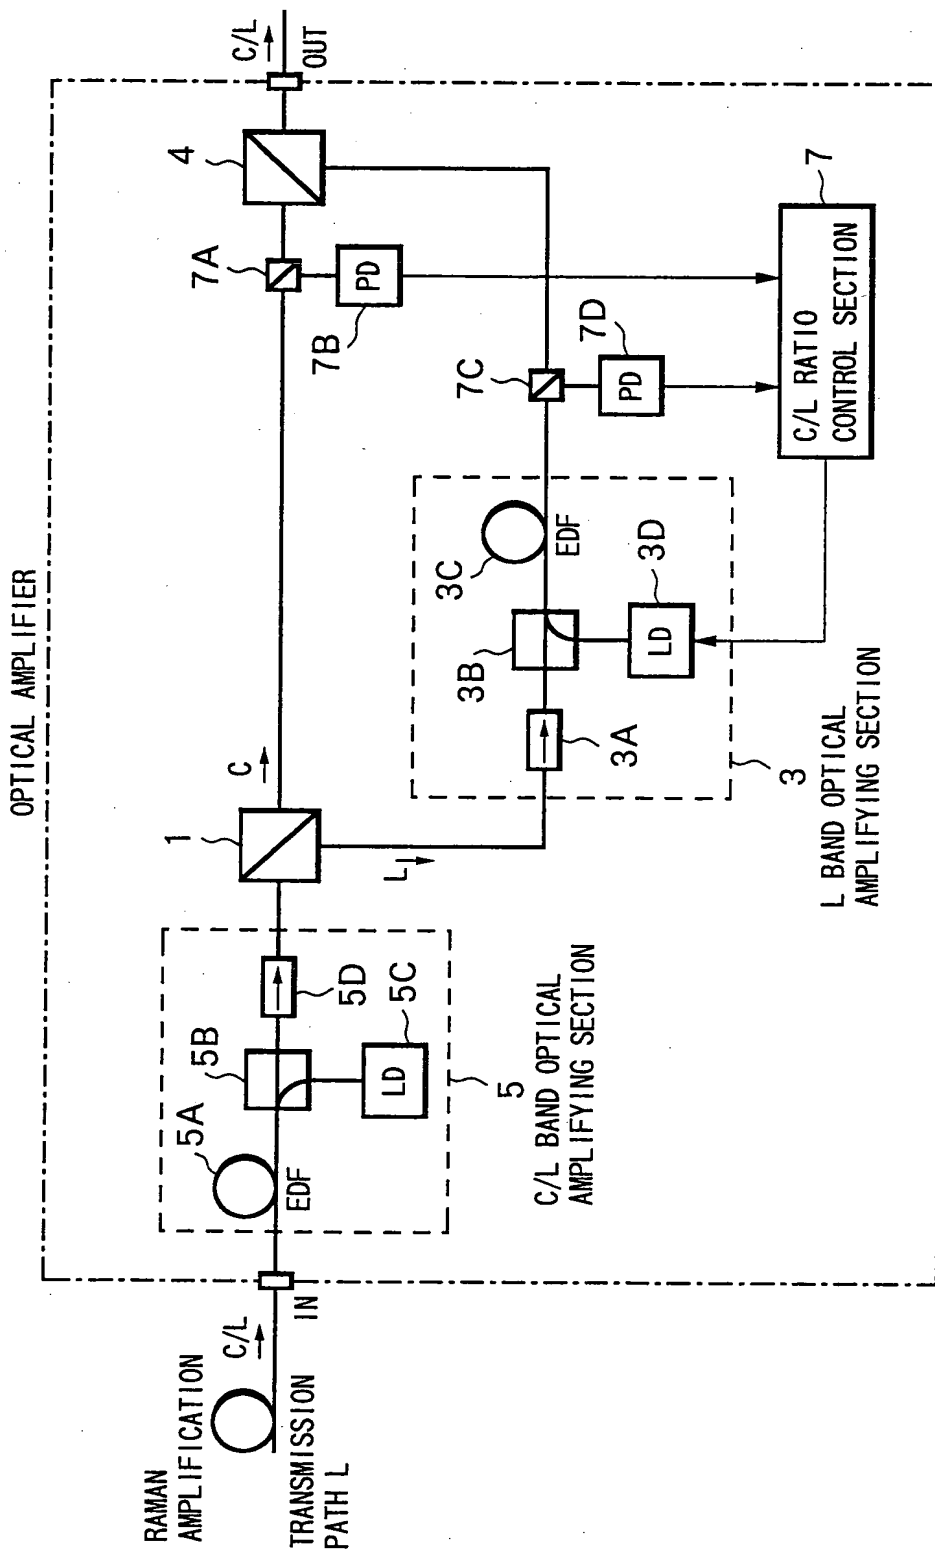 OPTICAL AMPLIFIER
RAMAN
AMPLIFICATION
TRANSMISSION
PATH L
C/L
IN
5A
EDF
5B
5D
LD
5C
5
C/L BAND OPTICAL
AMPLIFYING SECTION
1
C
L
3A
3B
3C
EDF
LD
3D
3
L BAND OPTICAL
AMPLIFYING SECTION
7A
PD
7B
7C
PD
7D
4
C/L
OUT
7
C/L RATIO
CONTROL SECTION